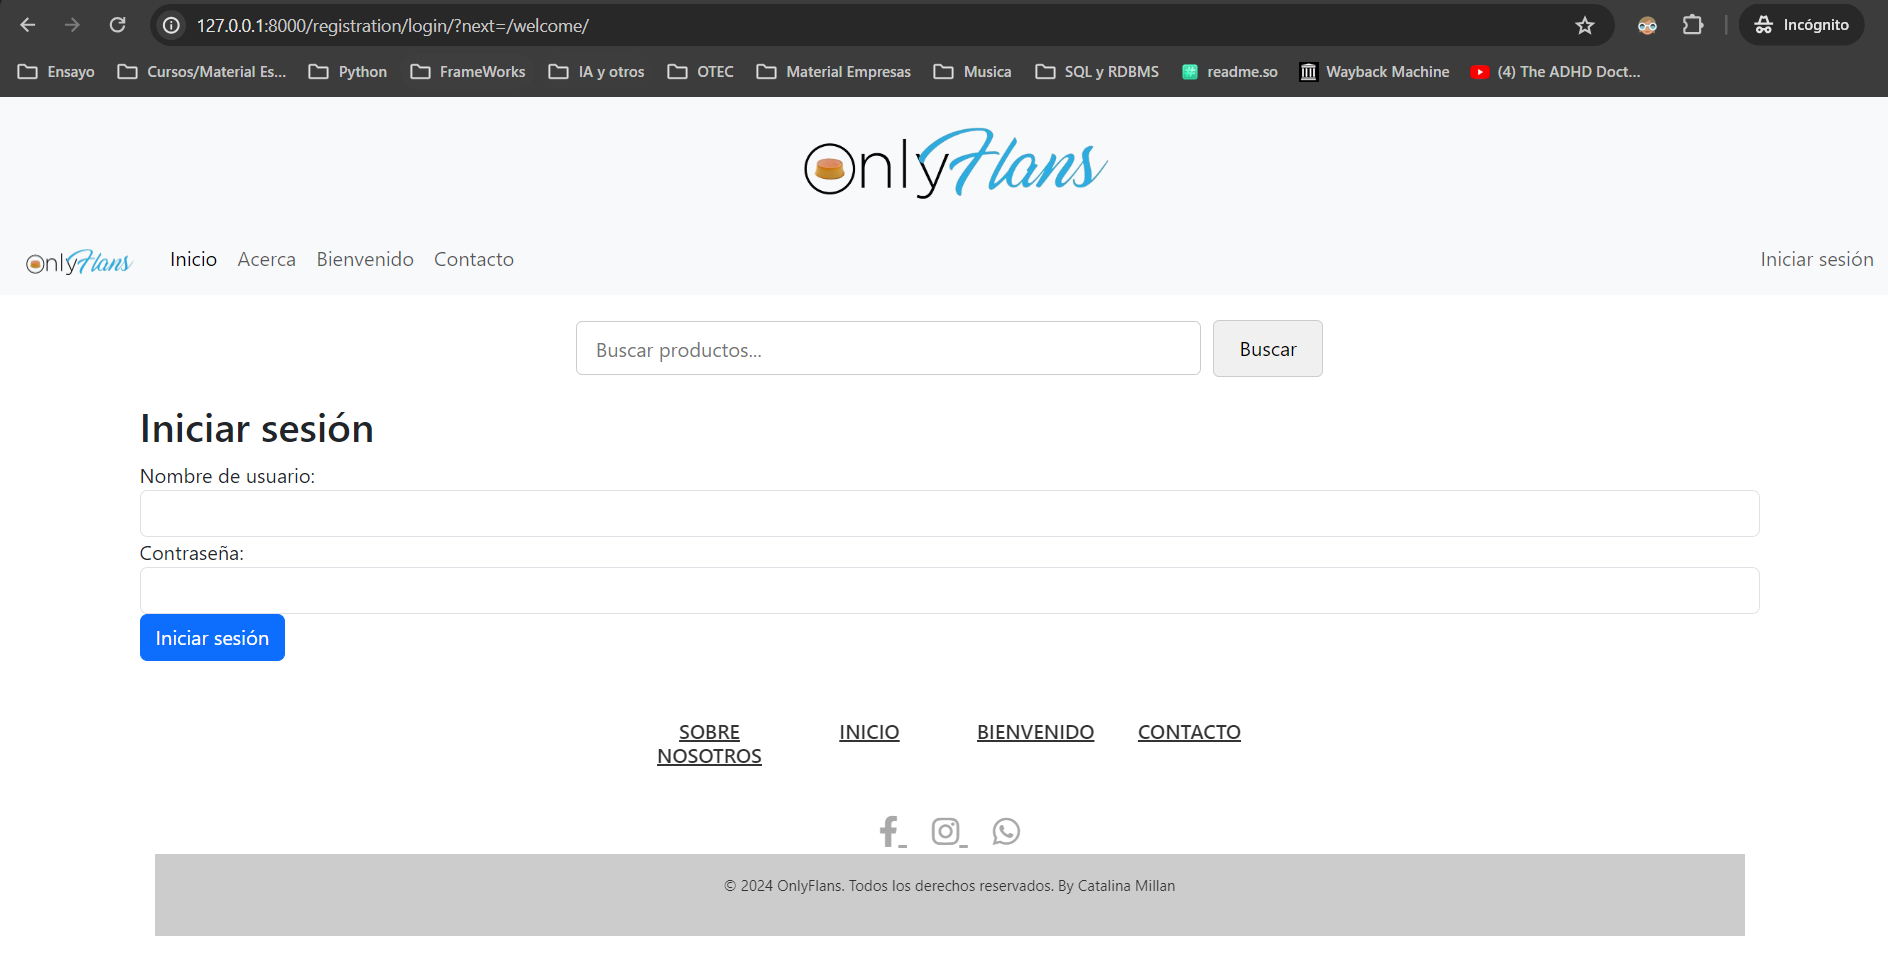 127.0.0.1:8000/registration/login/?next=/welcome/
Incógnito
Ensayo Cursos/Material Es... Python FrameWorks IA y otros OTEC Material Empresas Musica SQL y RDBMS readme.so Wayback Machine (4) The ADHD Doct...
OnlyFlans
OnlyFlans Inicio Acerca Bienvenido Contacto Iniciar sesión
Buscar productos... Buscar
Iniciar sesión
Nombre de usuario:
Contraseña:
Iniciar sesión
SOBRE NOSOTROS INICIO BIENVENIDO CONTACTO
© 2024 OnlyFlans. Todos los derechos reservados. By Catalina Millan